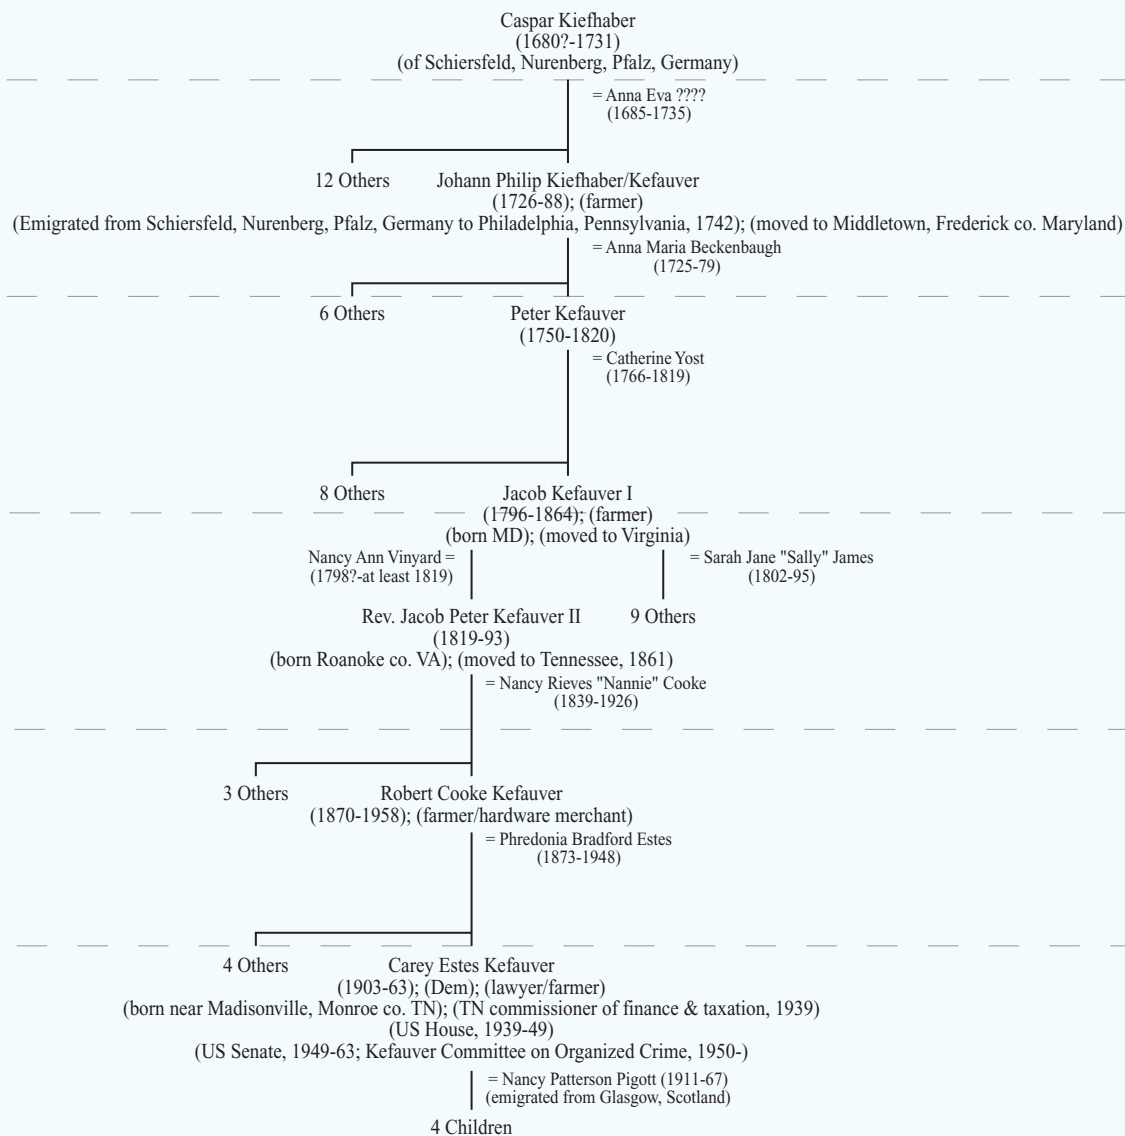 Caspar Kiefhaber
(1680?-1731)
(of Schiersfeld, Nurenberg, Pfalz, Germany)
= Anna Eva ????
(1685-1735)
12 Others
Johann Philip Kiefhaber/Kefauver
(1726-88); (farmer)
(Emigrated from Schiersfeld, Nurenberg, Pfalz, Germany to Philadelphia, Pennsylvania, 1742); (moved to Middletown, Frederick co. Maryland)
= Anna Maria Beckenbaugh
(1725-79)
6 Others
Peter Kefauver
(1750-1820)
= Catherine Yost
(1766-1819)
8 Others
Jacob Kefauver I
(1796-1864); (farmer)
(born MD); (moved to Virginia)
Nancy Ann Vinyard =
(1798?-at least 1819)
= Sarah Jane "Sally" James
(1802-95)
Rev. Jacob Peter Kefauver II
(1819-93)
(born Roanoke co. VA); (moved to Tennessee, 1861)
9 Others
= Nancy Rieves "Nannie" Cooke
(1839-1926)
3 Others
Robert Cooke Kefauver
(1870-1958); (farmer/hardware merchant)
= Phredonia Bradford Estes
(1873-1948)
4 Others
Carey Estes Kefauver
(1903-63); (Dem); (lawyer/farmer)
(born near Madisonville, Monroe co. TN); (TN commissioner of finance & taxation, 1939)
(US House, 1939-49)
(US Senate, 1949-63; Kefauver Committee on Organized Crime, 1950-)
= Nancy Patterson Pigott (1911-67)
(emigrated from Glasgow, Scotland)
4 Children